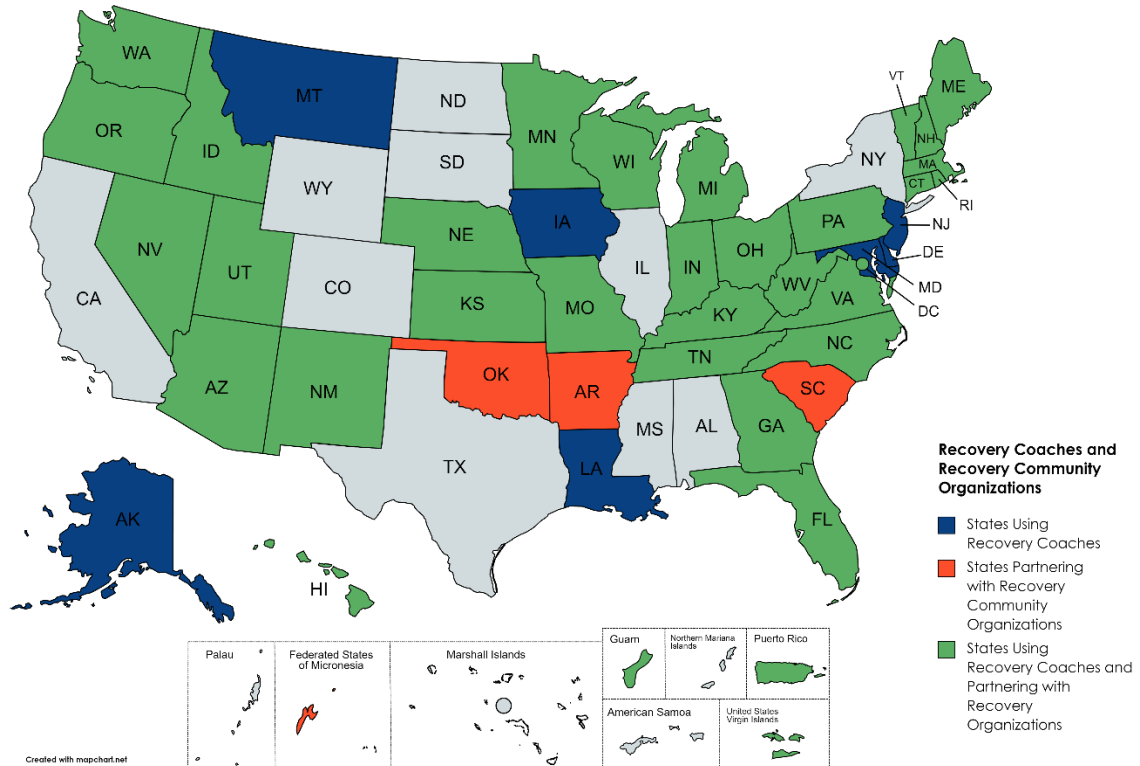 WA
MT
ND
MN
VT
ME
OR
ID
SD
WI
NH
NY
MA
WY
MI
CT
RI
IA
PA
NJ
NE
NV
OH
DE
UT
IL
IN
CO
WV
MD
CA
VA
KS
MO
KY
DC
NC
TN
OK
AZ
NM
AR
SC
MS
AL
GA
TX
LA
FL
AK
HI
Recovery Coaches and
Recovery Community
Organizations
States Using
Recovery Coaches
States Partnering
with Recovery
Community
Organizations
States Using
Recovery Coaches and
Partnering with
Recovery
Organizations
Palau
Federated States
of Micronesia
Marshall Islands
Guam
Northern Mariana
Islands
Puerto Rico
American Samoa
United States
Virgin Islands
Created with mapchart.net